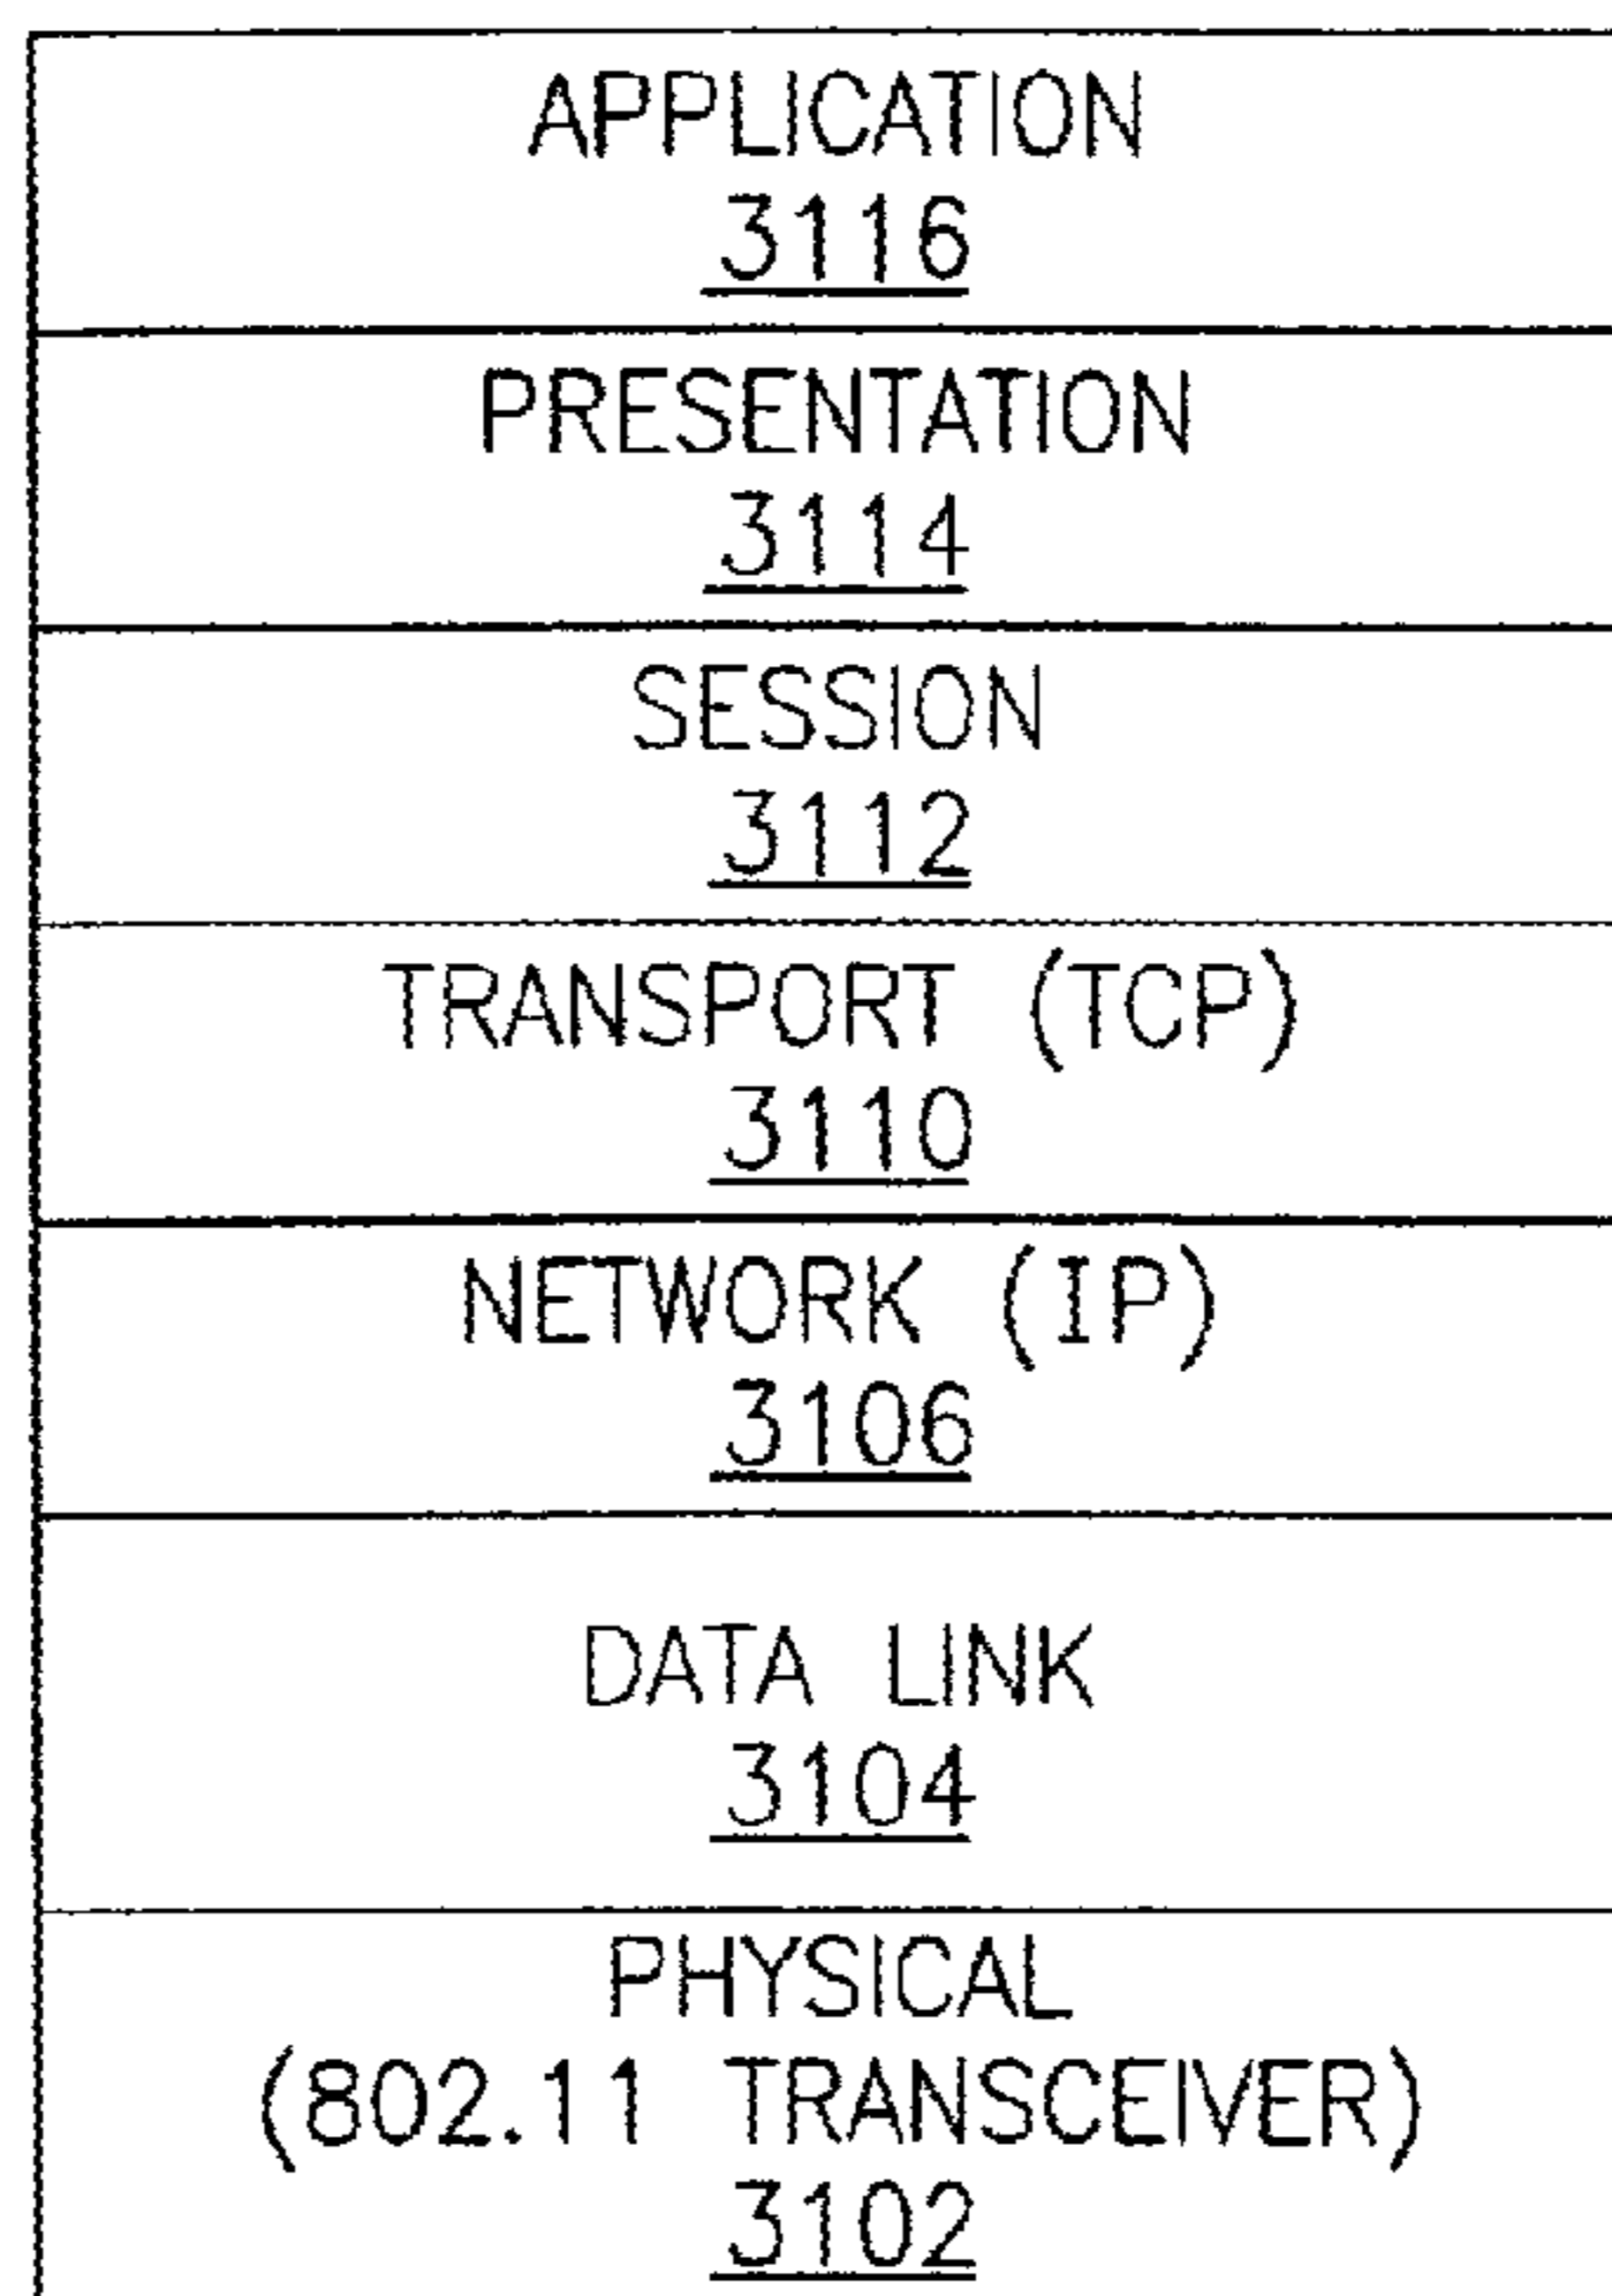 APPLICATION
3116
PRESENTATION
3114
SESSION
3112
TRANSPORT (TCP)
3110
NETWORK (IP)
3106
DATA LINK
3104
PHYSICAL
(802.11 TRANSCEIVER)
3102